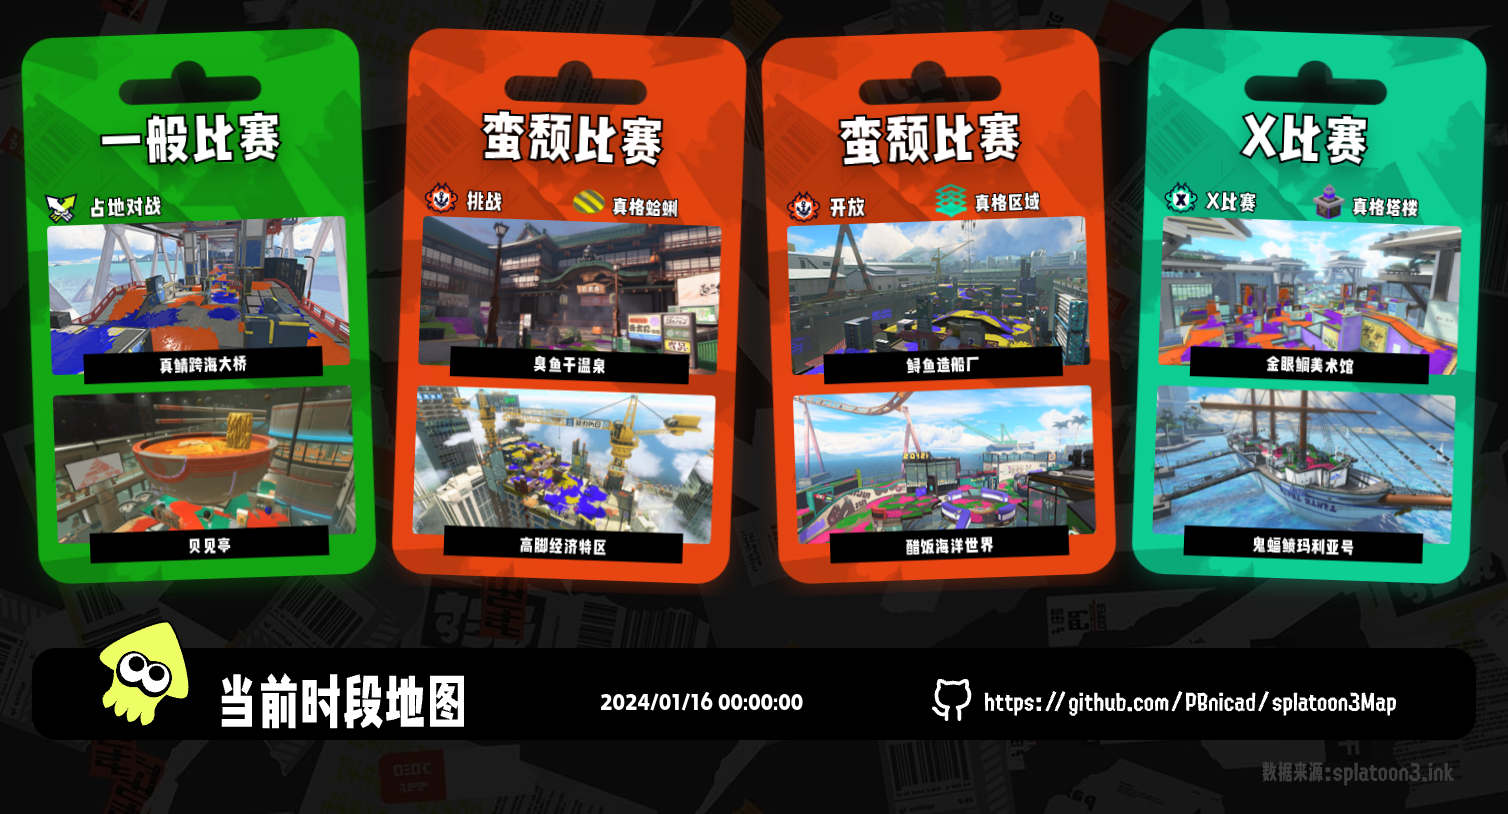 一般比赛
占地对战
真鲷跨海大桥
贝见亭
蛮颓比赛
挑战
真格蛤蜊
臭鱼干温泉
高脚经济特区
蛮颓比赛
开放
真格区域
鲟鱼造船厂
醋饭海洋世界
X比赛
X比赛
真格塔楼
金眼鲷美术馆
鬼蝠鲼玛利亚号
当前时段地图
2024/01/16 00:00:00
https://github.com/PBnicad/splatoon3Map
数据来源:splatoon3.ink